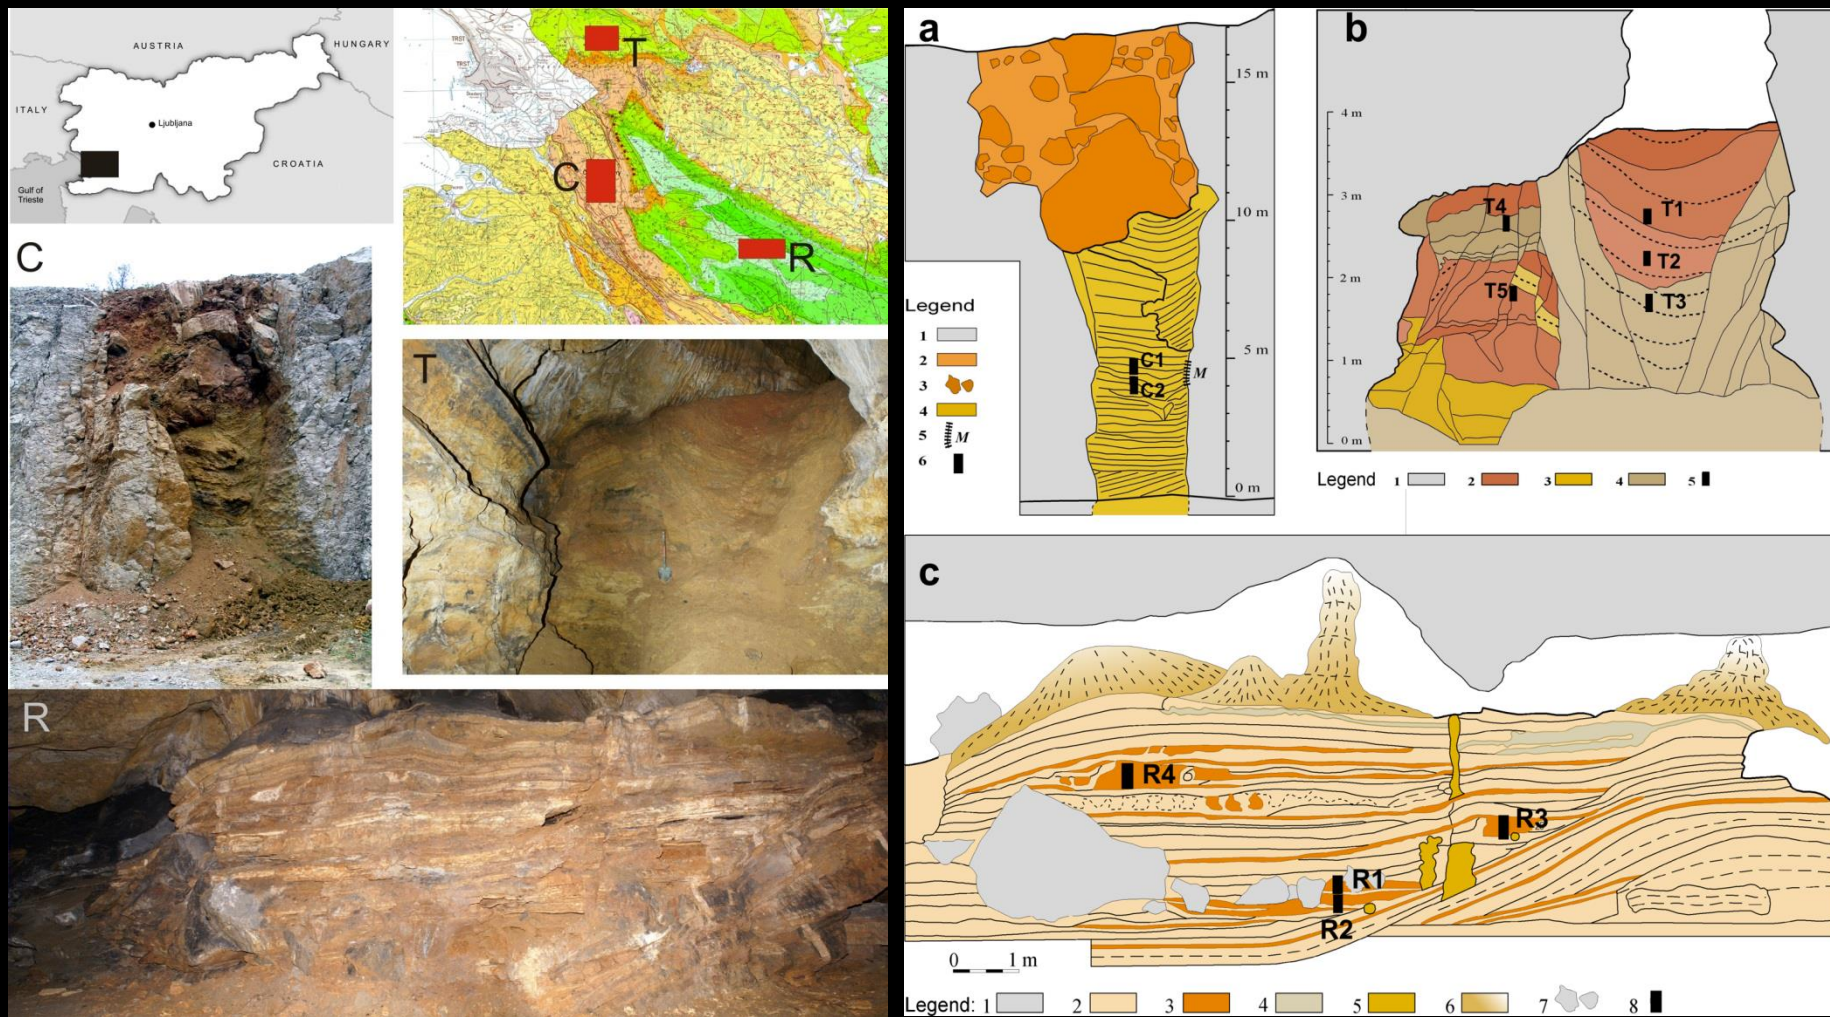 AUSTRIA
HUNGARY
ITALY
Ljubljana
CROATIA
Gulf of
Trieste
TRST
TRST
T
C
R
C
T
R
a
15 m
10 m
5 m
0 m
C1
C2
M
Legend
1
2
3
4
5 M
6
b
4 m
3 m
2 m
1 m
0 m
T4
T1
T2
T5
T3
Legend 1 2 3 4 5
c
R4
R3
R1
R2
0 1 m
Legend: 1 2 3 4 5 6 7 8